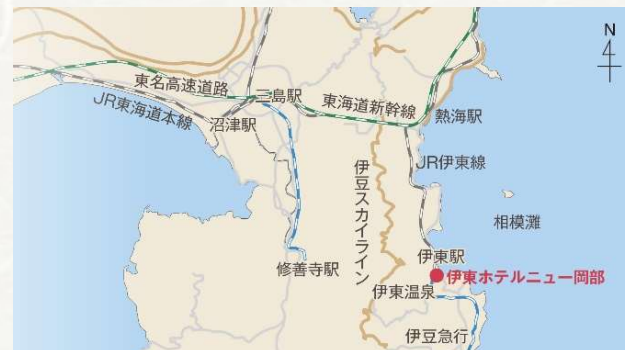 N
東名高速道路
三島駅
東海道新幹線
JR東海道本線
沼津駅
熱海駅
JR伊東線
伊豆スカイライン
相模灘
伊東駅
修善寺駅
伊東ホテルニュー岡部
伊東温泉
伊豆急行